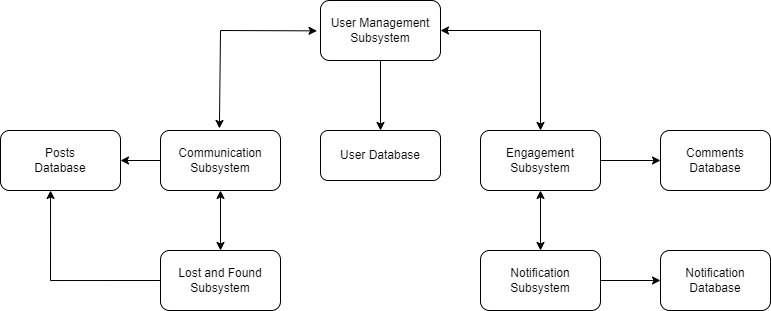 User Management
Subsystem
Posts
Database
Communication
Subsystem
User Database
Engagement
Subsystem
Comments
Database
Lost and Found
Subsystem
Notification
Subsystem
Notification
Database